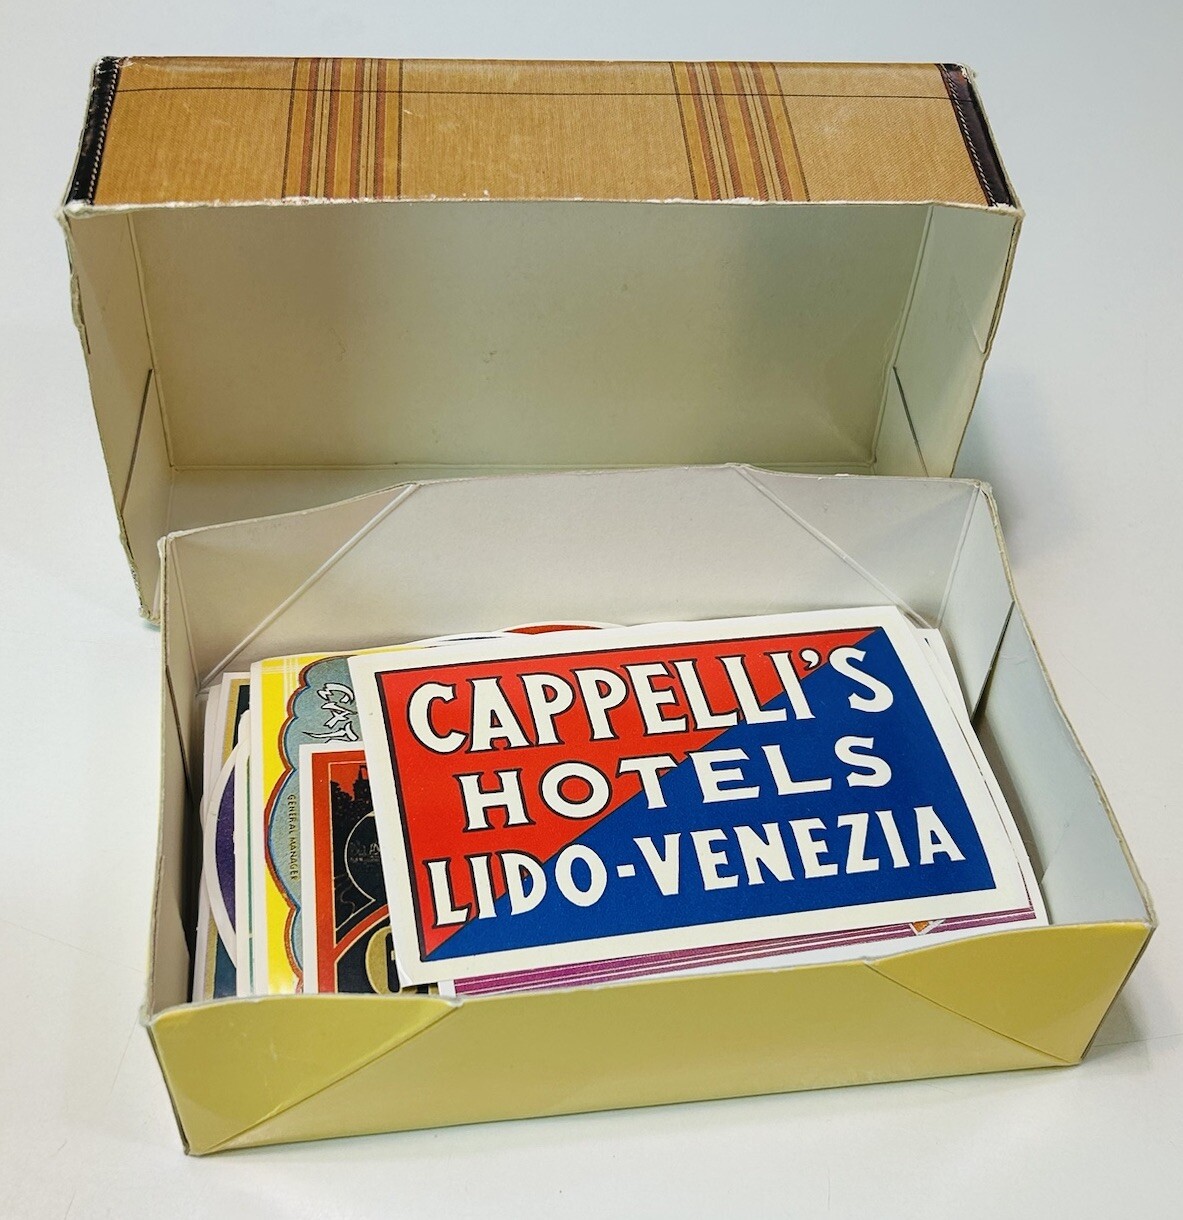 CAPPELLI'S
HOTELS
LIDO-VENEZIA
GENERAL MANAGER